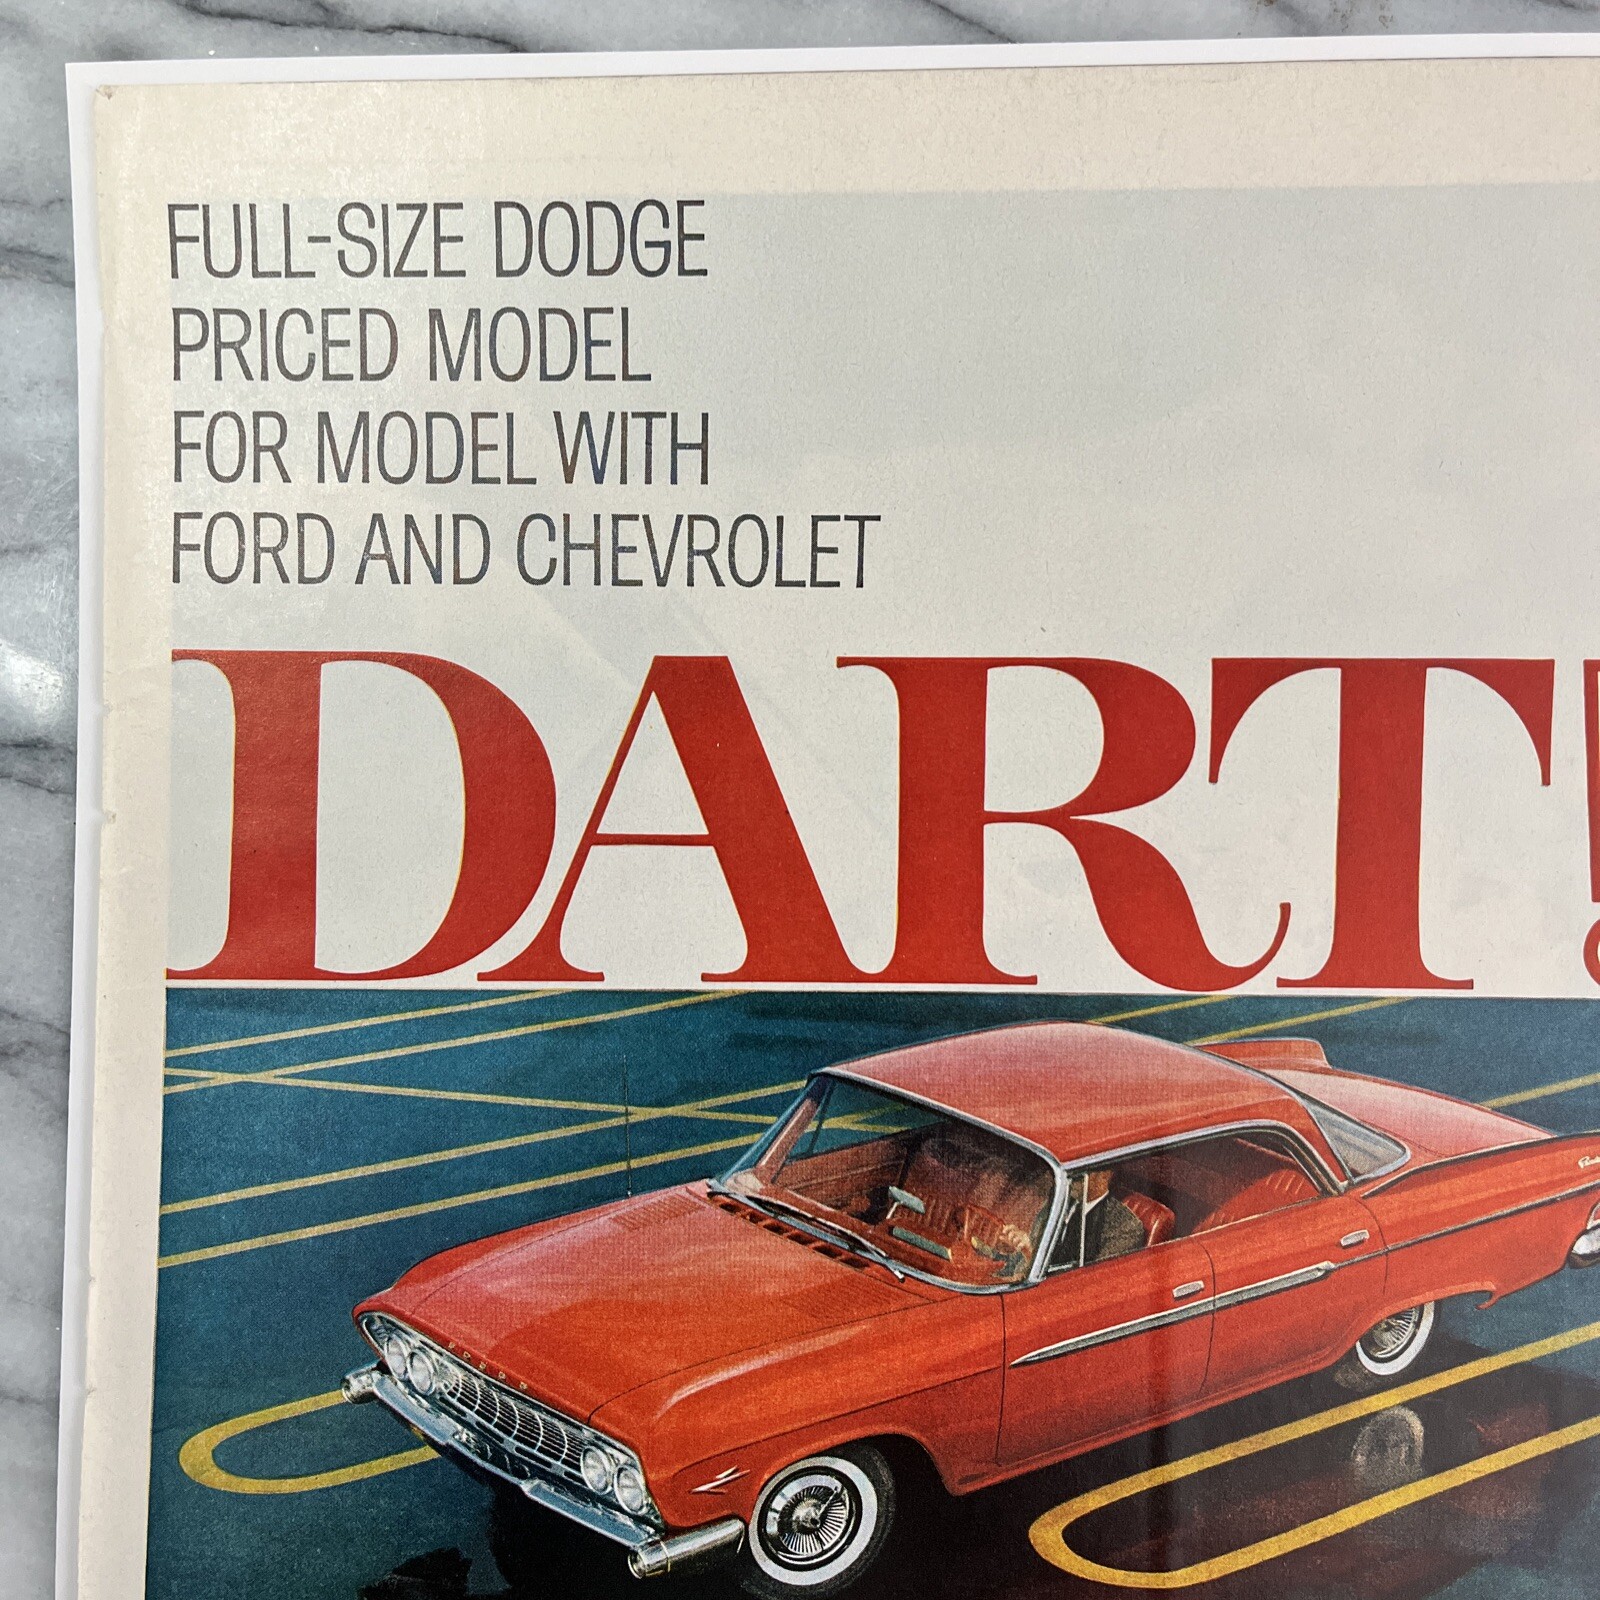 FULL-SIZE DODGE
PRICED MODEL
FOR MODEL WITH
FORD AND CHEVROLET
DART!